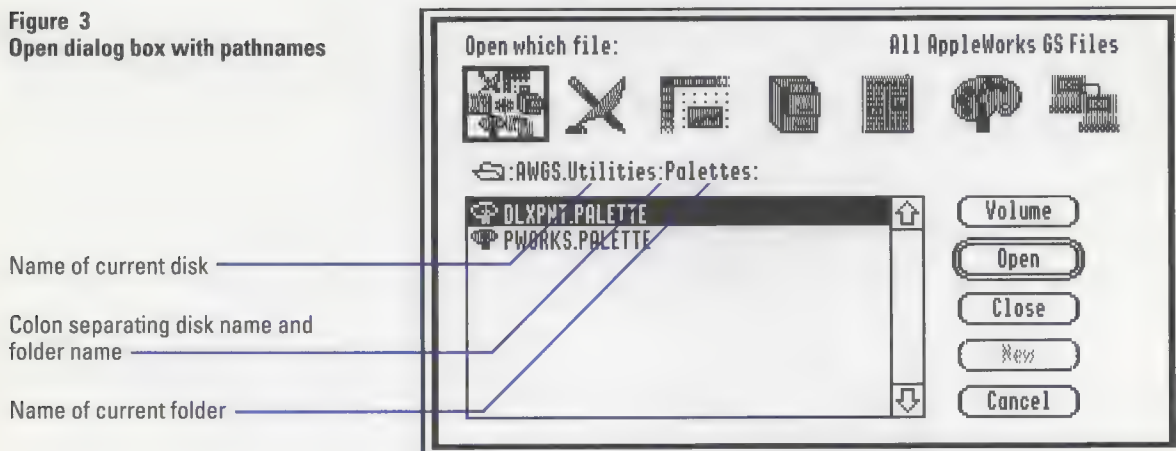 Figure 3
Open dialog box with pathnames
Open which file:
All AppleWorks GS Files
:AWGS.Utilities:Palettes:
DLXPNT.PALETTE
PWORKS.PALETTE
Volume
Open
Close
New
Cancel
Name of current disk
Colon separating disk name and
folder name
Name of current folder